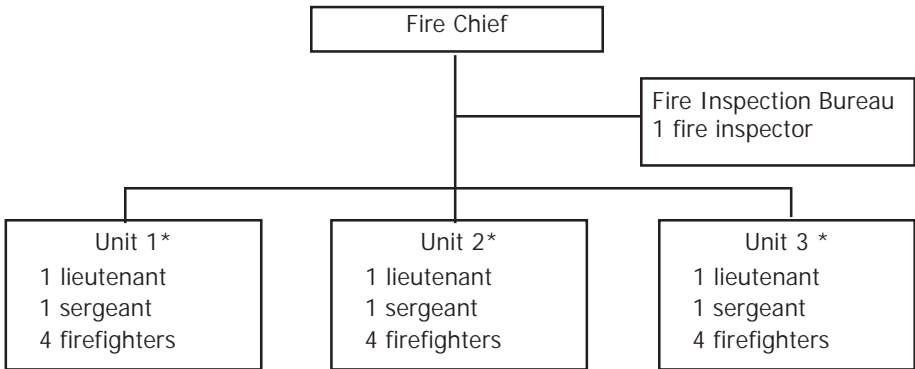 Fire Chief
Fire Inspection Bureau
1 fire inspector
Unit 1*
1 lieutenant
1 sergeant
4 firefighters
Unit 2*
1 lieutenant
1 sergeant
4 firefighters
Unit 3 *
1 lieutenant
1 sergeant
4 firefighters